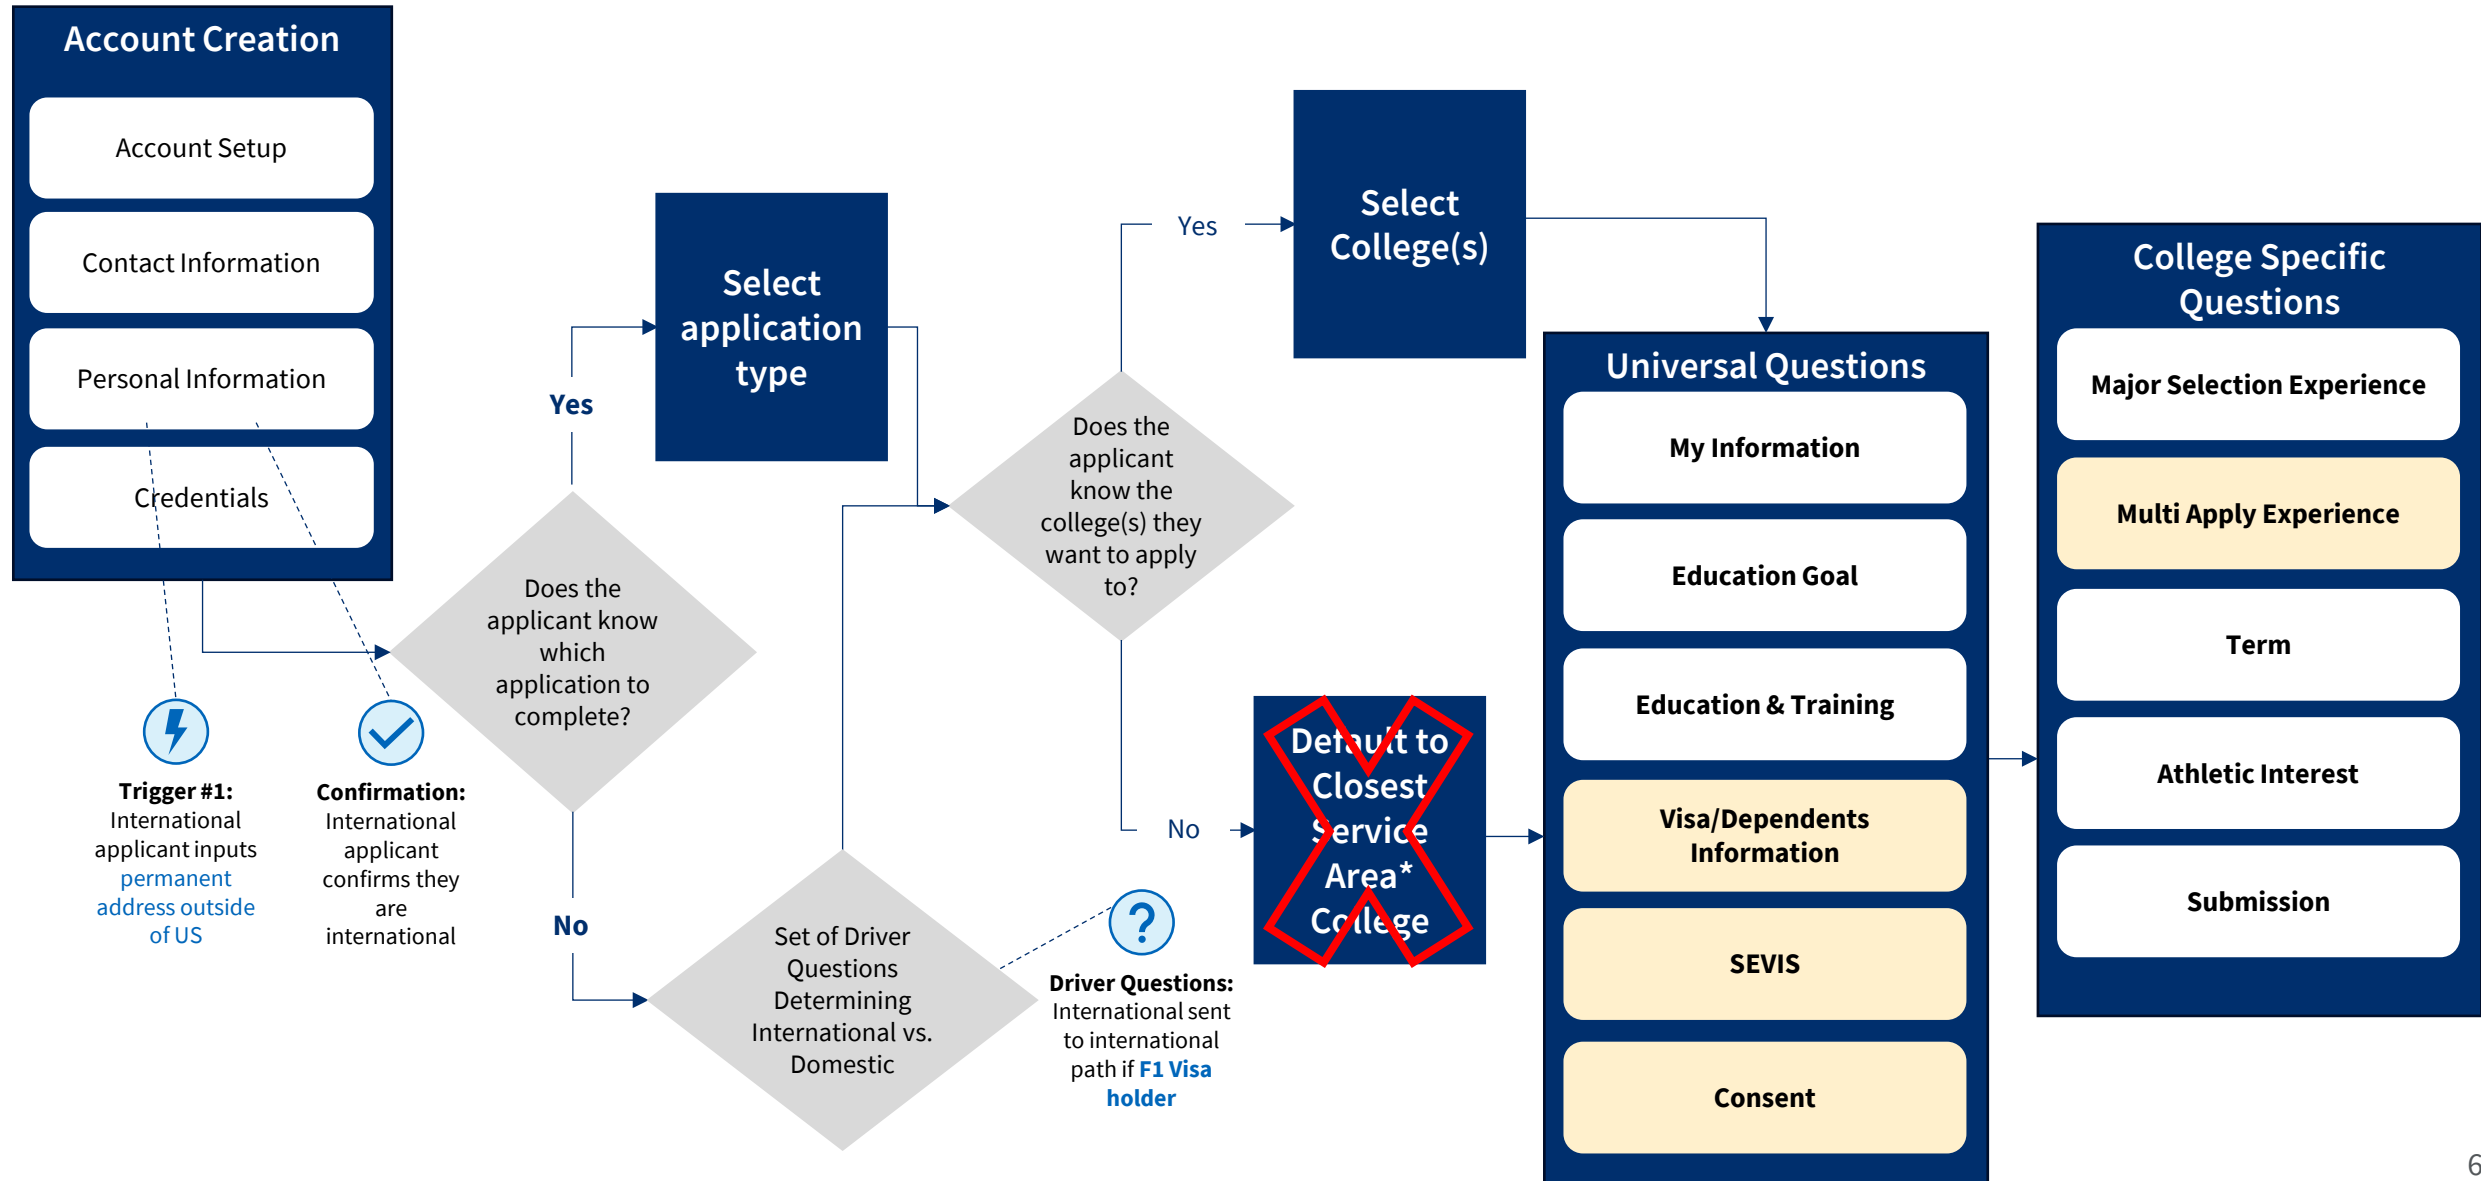 Account Creation
Account Setup
Contact Information
Personal Information
Credentials
Trigger #1:
International
applicant inputs
permanent
address outside
of US
Confirmation:
International
applicant
confirms they
are
international
Does the
applicant know
which
application to
complete?
Yes
No
Select
application
type
Set of Driver
Questions
Determining
International vs.
Domestic
Driver Questions:
International sent
to international
path if F1 Visa
holder
Does the
applicant
know the
college(s) they
want to apply
to?
Yes
No
Select
College(s)
Default to
Closest
Service
Area*
College
Universal Questions
My Information
Education Goal
Education & Training
Visa/Dependents
Information
SEVIS
Consent
College Specific
Questions
Major Selection Experience
Multi Apply Experience
Term
Athletic Interest
Submission
6